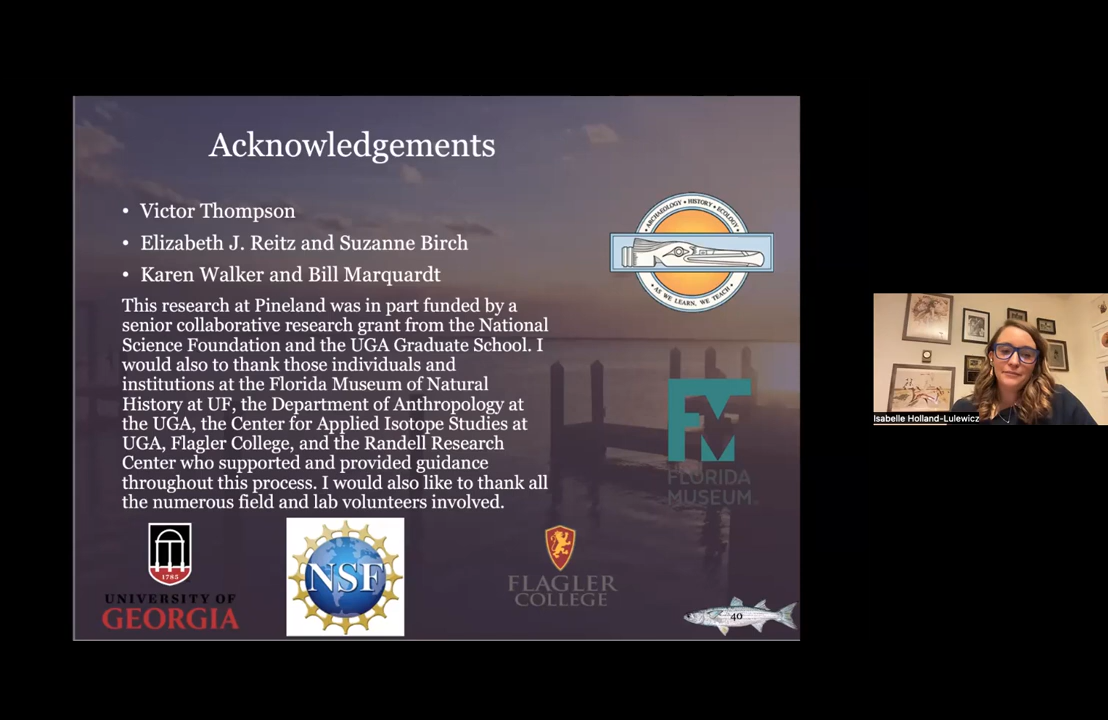 Acknowledgements
• Victor Thompson
• Elizabeth J. Reitz and Suzanne Birch
• Karen Walker and Bill Marquardt
This research at Pineland was in part funded by a
senior collaborative research grant from the National
Science Foundation and the UGA Graduate School. I
would also to thank those individuals and
institutions at the Florida Museum of Natural
History at UF, the Department of Anthropology at
the UGA, the Center for Applied Isotope Studies at
UGA, Flagler College, and the Randell Research
Center who supported and provided guidance
throughout this process. I would also like to thank all
the numerous field and lab volunteers involved.
ARCHAEOLOGY • HISTORY • ECOLOGY
• AS WE LEARN, WE TEACH •
FLORIDA
MUSEUM
1785
UNIVERSITY OF
GEORGIA
NSF
FLAGLER
COLLEGE
40
Isabelle Holland-Lulewicz